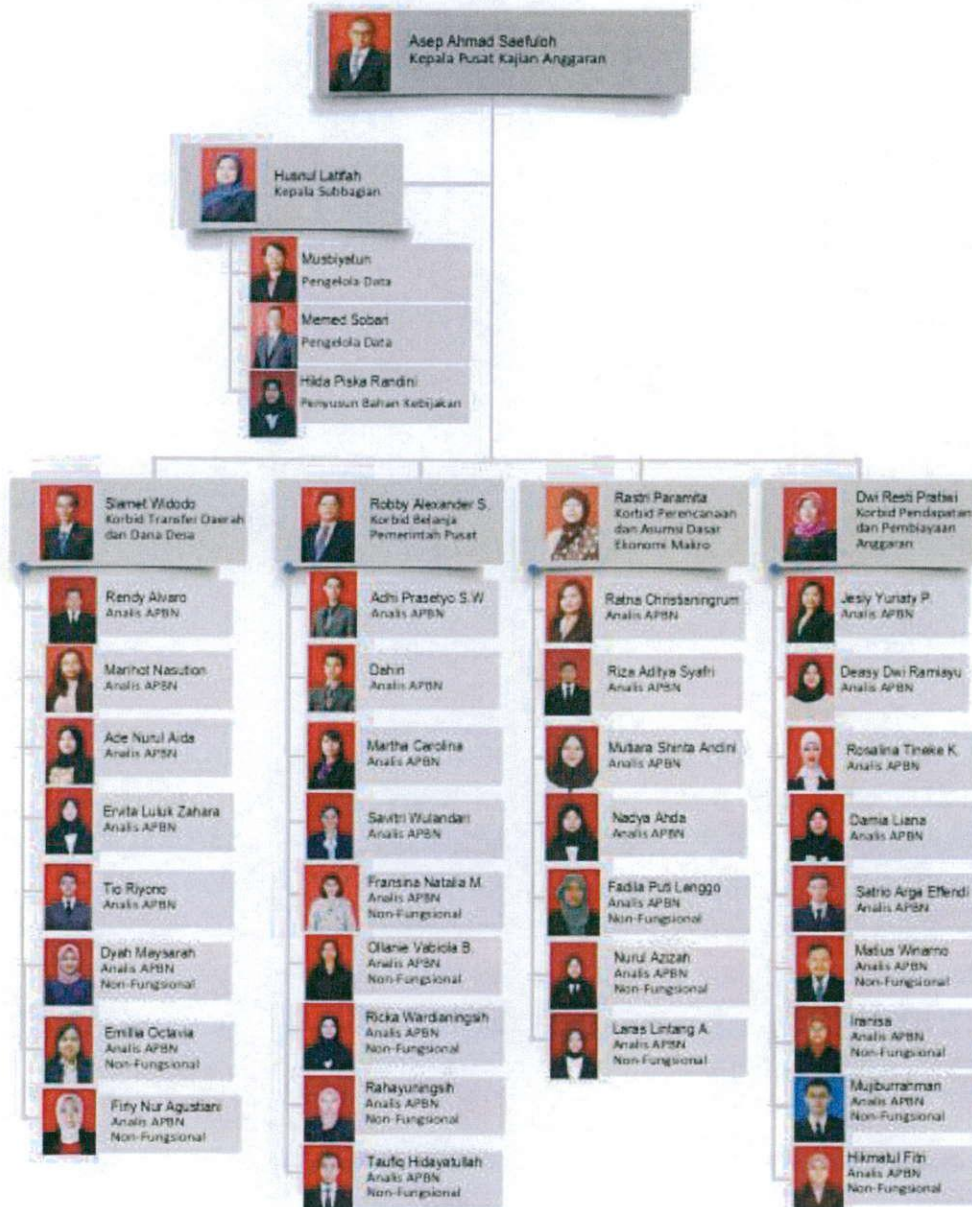 Asep Ahmad Saefuloh
Kepala Pusat Kajian Anggaran
Husnul Latifah
Kepala Subbagian
Musbiyatun
Pengelola Data
Memed Sobari
Pengelola Data
Hilda Piska Randini
Penyusun Bahan Kebijakan
Slamet Widodo
Korbid Transfer Daerah
dan Dana Desa
Rendy Alvaro
Analis APBN
Marihot Nasution
Analis APBN
Ade Nurul Aida
Analis APBN
Ervita Luluk Zahara
Analis APBN
Tio Riyono
Analis APBN
Dyah Maysarah
Analis APBN
Non-Fungsional
Emillia Octavia
Analis APBN
Non-Fungsional
Firly Nur Agustiani
Analis APBN
Non-Fungsional
Robby Alexander S.
Korbid Belanja
Pemerintah Pusat
Adhi Prasetyo S.W
Analis APBN
Dahiri
Analis APBN
Martha Carolina
Analis APBN
Savitri Wulandari
Analis APBN
Fransina Natalia M.
Analis APBN
Non-Fungsional
Ollanie Vabiola B.
Analis APBN
Non-Fungsional
Ricka Wardianingsih
Analis APBN
Non-Fungsional
Rahayuningsih
Analis APBN
Non-Fungsional
Taufiq Hidayatullah
Analis APBN
Non-Fungsional
Rastri Paramita
Korbid Perencanaan
dan Asumsi Dasar
Ekonomi Makro
Ratna Christianingrum
Analis APBN
Riza Aditya Syafri
Analis APBN
Mutiara Shinta Andini
Analis APBN
Nadya Ahda
Analis APBN
Fadila Puti Lenggo
Analis APBN
Non-Fungsional
Nurul Azizah
Analis APBN
Non-Fungsional
Laras Lintang A.
Analis APBN
Non-Fungsional
Dwi Resti Pratiwi
Korbid Pendapatan
dan Pembiayaan
Anggaran
Jesly Yuriaty P.
Analis APBN
Deasy Dwi Ramiayu
Analis APBN
Rosalina Tineke K.
Analis APBN
Damia Liana
Analis APBN
Satrio Arga Effendi
Analis APBN
Matius Winarno
Analis APBN
Non-Fungsional
Iranisa
Analis APBN
Non-Fungsional
Mujiburrahman
Analis APBN
Non-Fungsional
Hikmatul Fitri
Analis APBN
Non-Fungsional